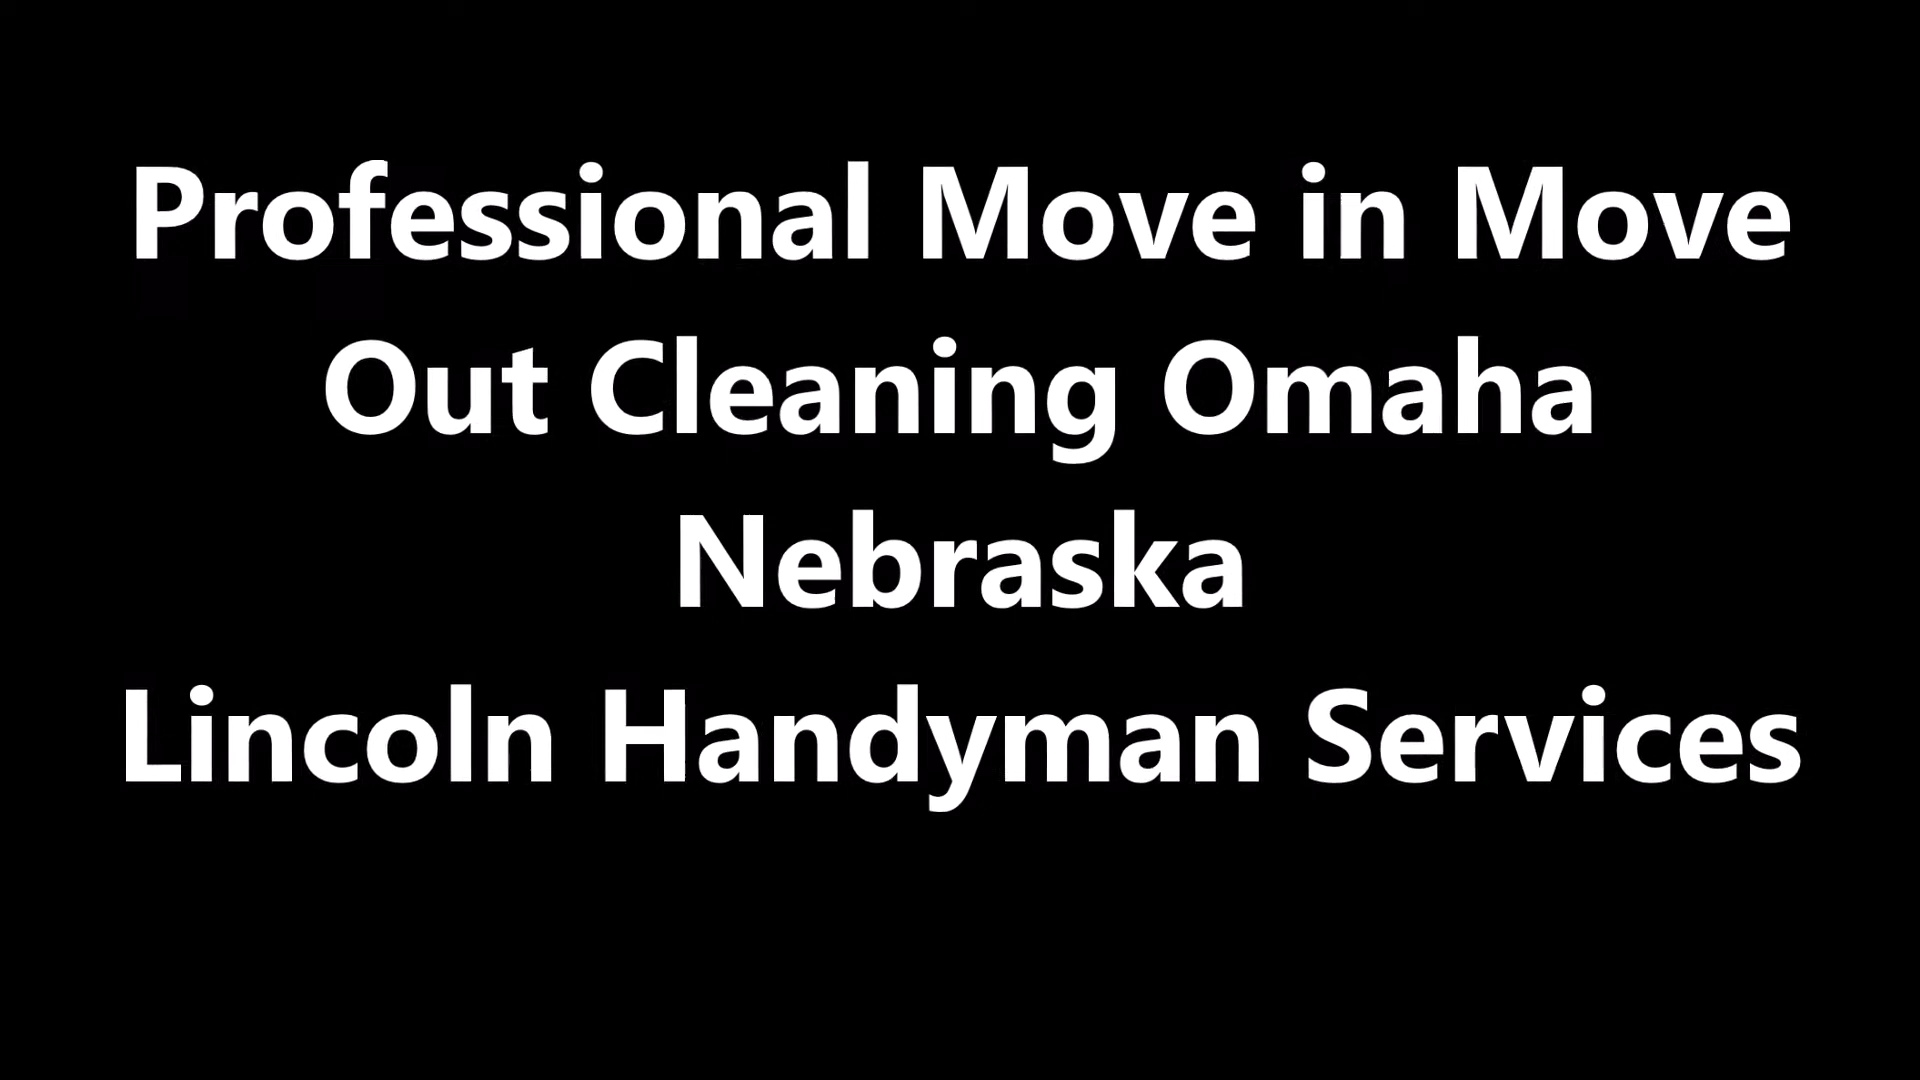 Professional Move in Move
Out Cleaning Omaha
Nebraska
Lincoln Handyman Services